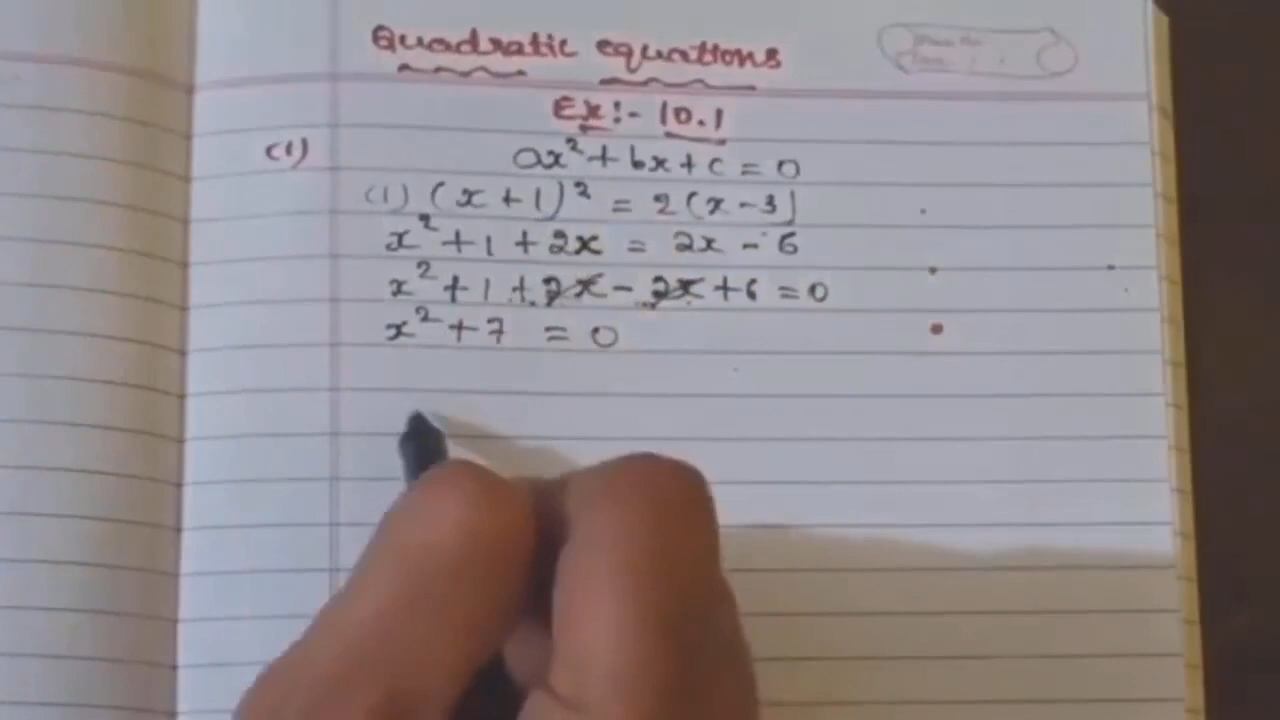 Quadratic equations
Ex:- 10.1
(1) ax² + bx + c = 0
(1) (x + 1)² = 2(x - 3)
x² + 1 + 2x = 2x - 6
x² + 1 + 2x - 2x + 6 = 0
x² + 7 = 0